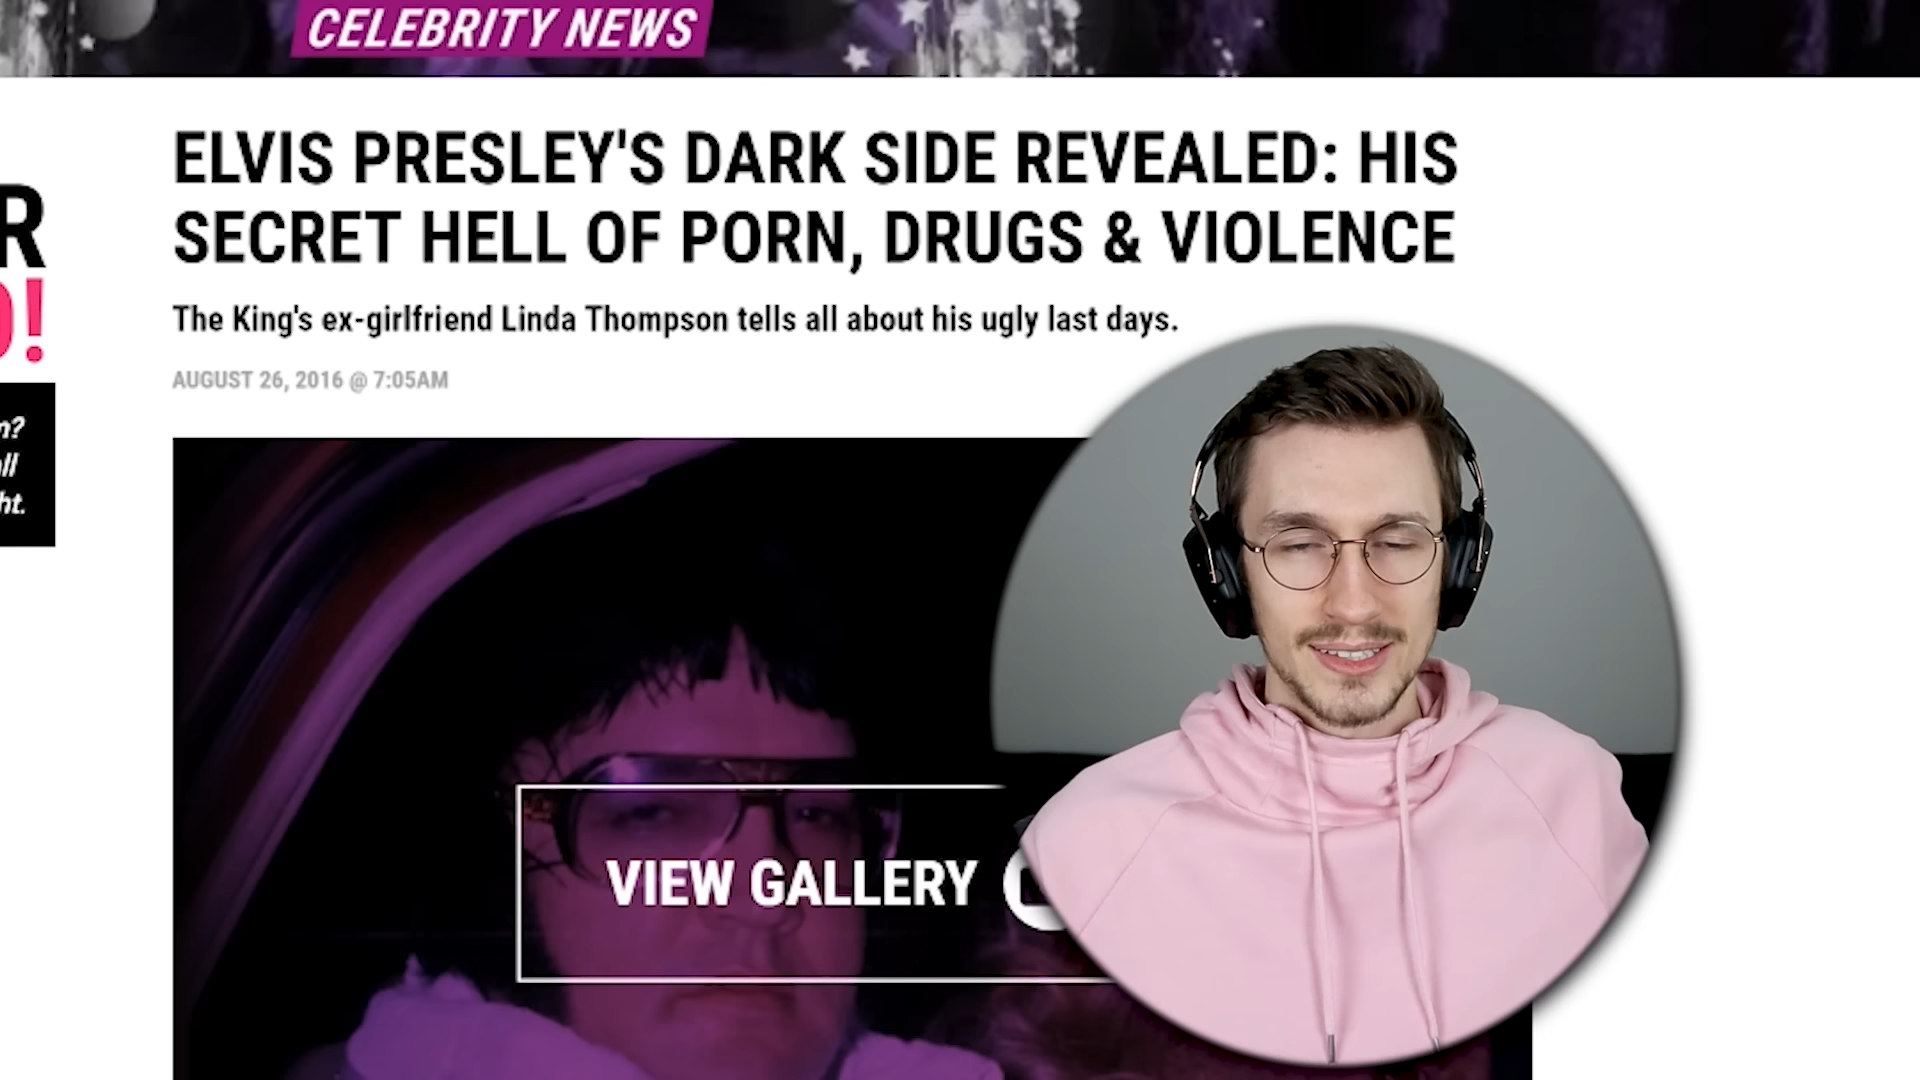 CELEBRITY NEWS
ELVIS PRESLEY'S DARK SIDE REVEALED: HIS
SECRET HELL OF PORN, DRUGS & VIOLENCE
The King's ex-girlfriend Linda Thompson tells all about his ugly last days.
AUGUST 26, 2016 @ 7:05AM
VIEW GALLERY